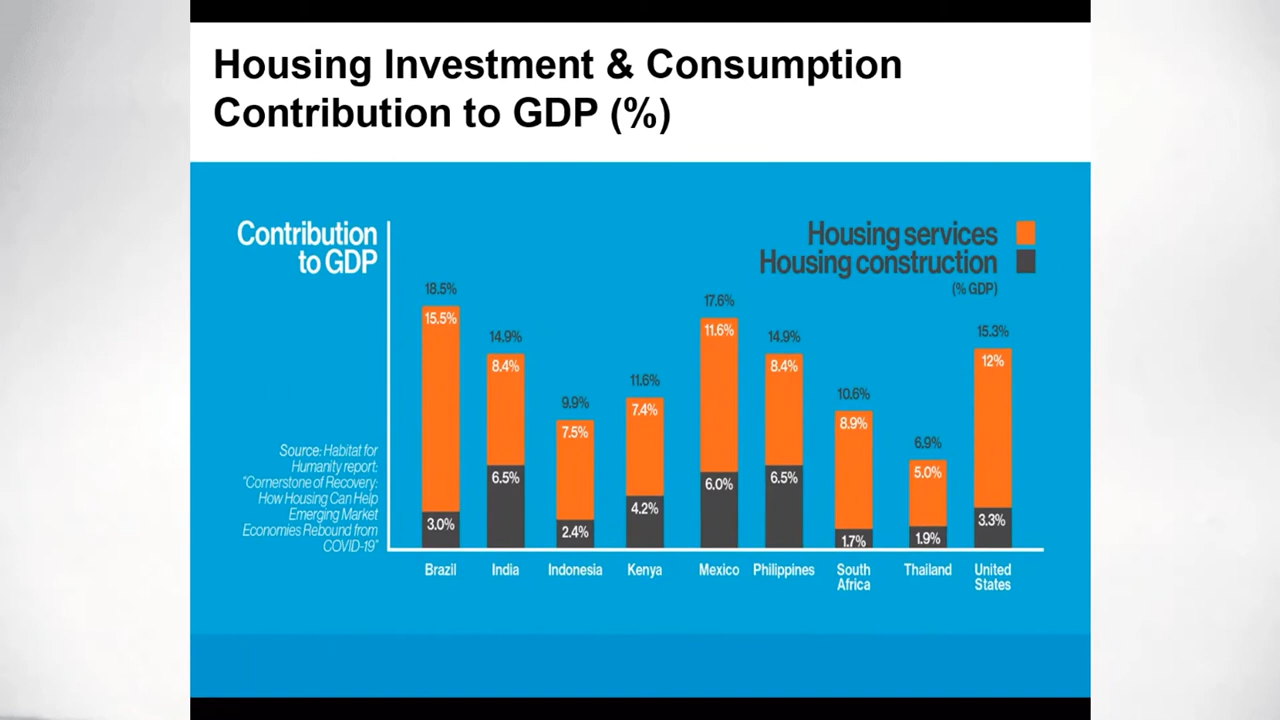 Housing Investment & Consumption
Contribution to GDP (%)
Contribution
to GDP
Housing services
Housing construction
(% GDP)
18.5%
15.5%
3.0%
14.9%
8.4%
6.5%
9.9%
7.5%
2.4%
11.6%
7.4%
4.2%
17.6%
11.6%
6.0%
14.9%
8.4%
6.5%
10.6%
8.9%
1.7%
6.9%
5.0%
1.9%
15.3%
12%
3.3%
Source: Habitat for
Humanity report:
"Cornerstone of Recovery:
How Housing Can Help
Emerging Market
Economies Rebound from
COVID-19"
Brazil
India
Indonesia
Kenya
Mexico
Philippines
South
Africa
Thailand
United
States